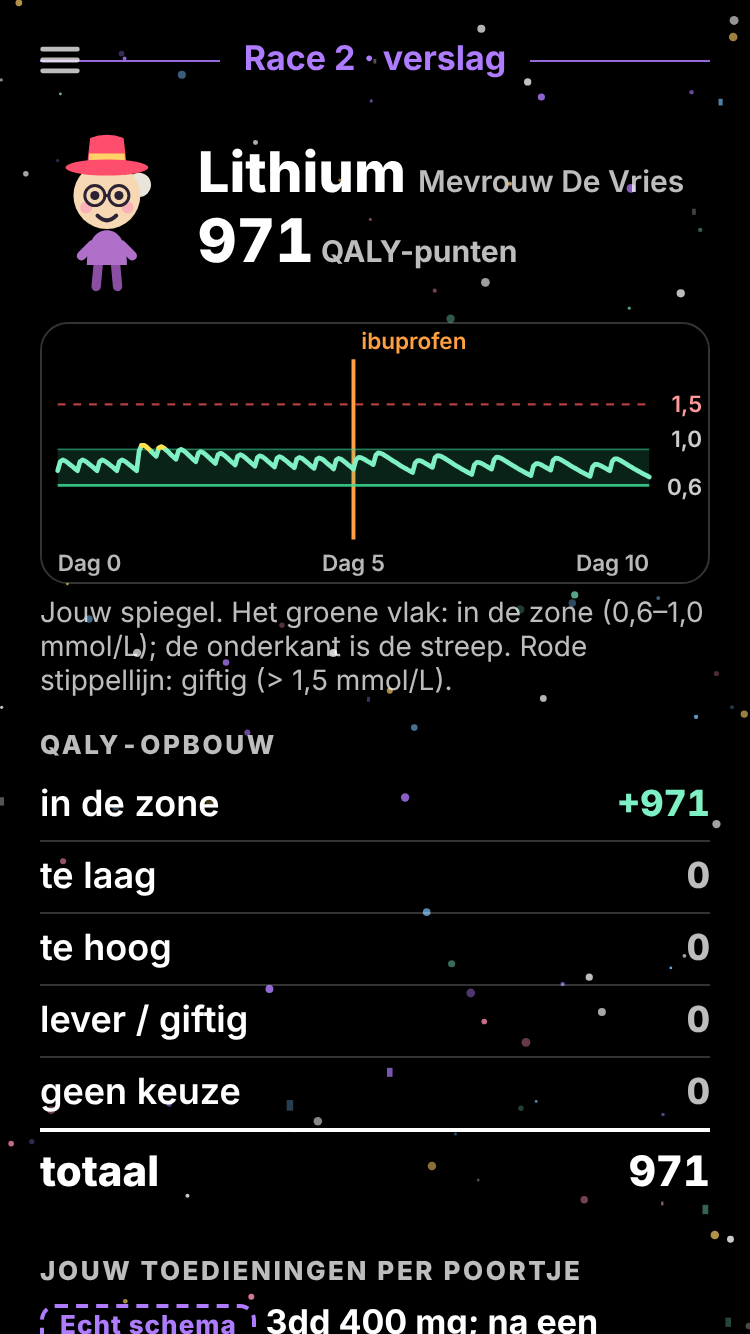 Race 2 · verslag
Lithium Mevrouw De Vries
971 QALY-punten
ibuprofen
1,5
1,0
0,6
Dag 0 Dag 5 Dag 10
Jouw spiegel. Het groene vlak: in de zone (0,6–1,0
mmol/L); de onderkant is de streep. Rode
stippellijn: giftig (> 1,5 mmol/L).
QALY-OPBOUW
in de zone +971
te laag 0
te hoog 0
lever / giftig 0
geen keuze 0
totaal 971
JOUW TOEDIENINGEN PER POORTJE
Echt schema 3dd 400 mg; na een